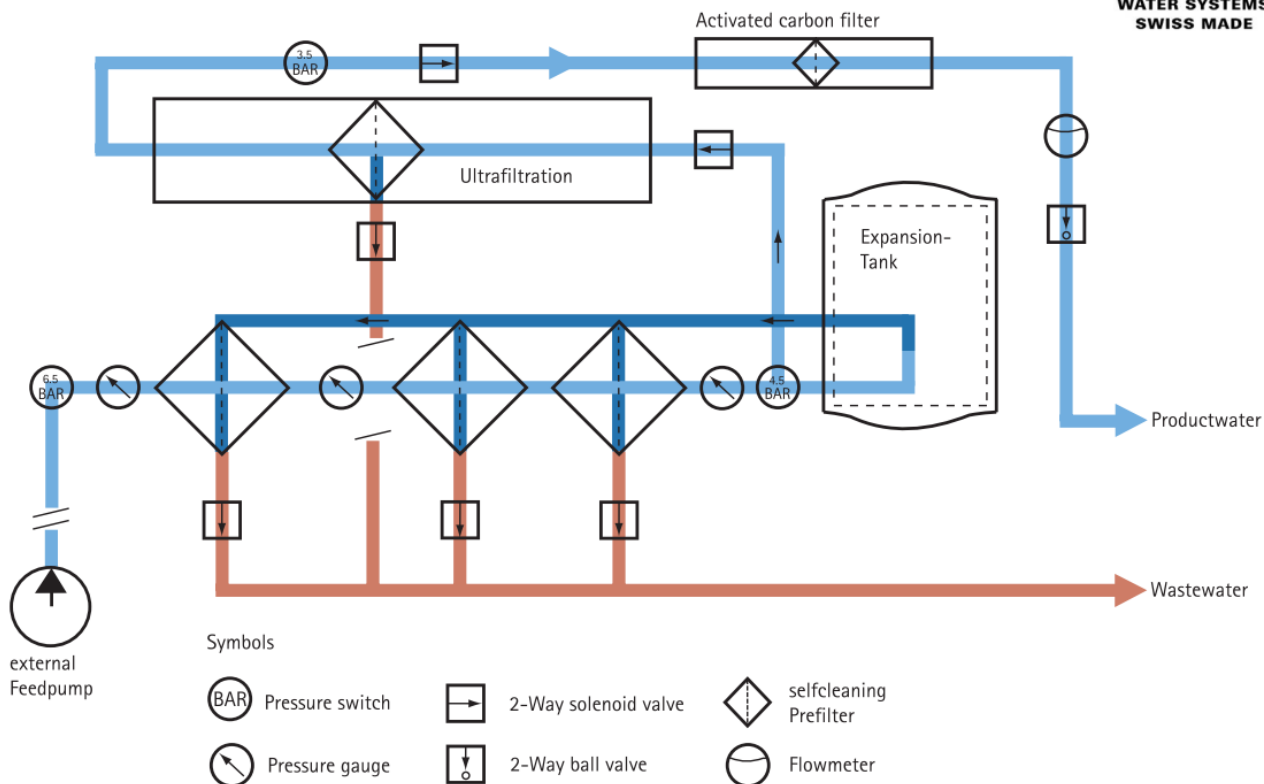 WATER SYSTEMS
SWISS MADE
Activated carbon filter
3.5
BAR
Ultrafiltration
Expansion-
Tank
6.5
BAR
4.5
BAR
Productwater
Wastewater
external
Feedpump
Symbols
BAR Pressure switch
2-Way solenoid valve
selfcleaning
Prefilter
Pressure gauge
2-Way ball valve
Flowmeter